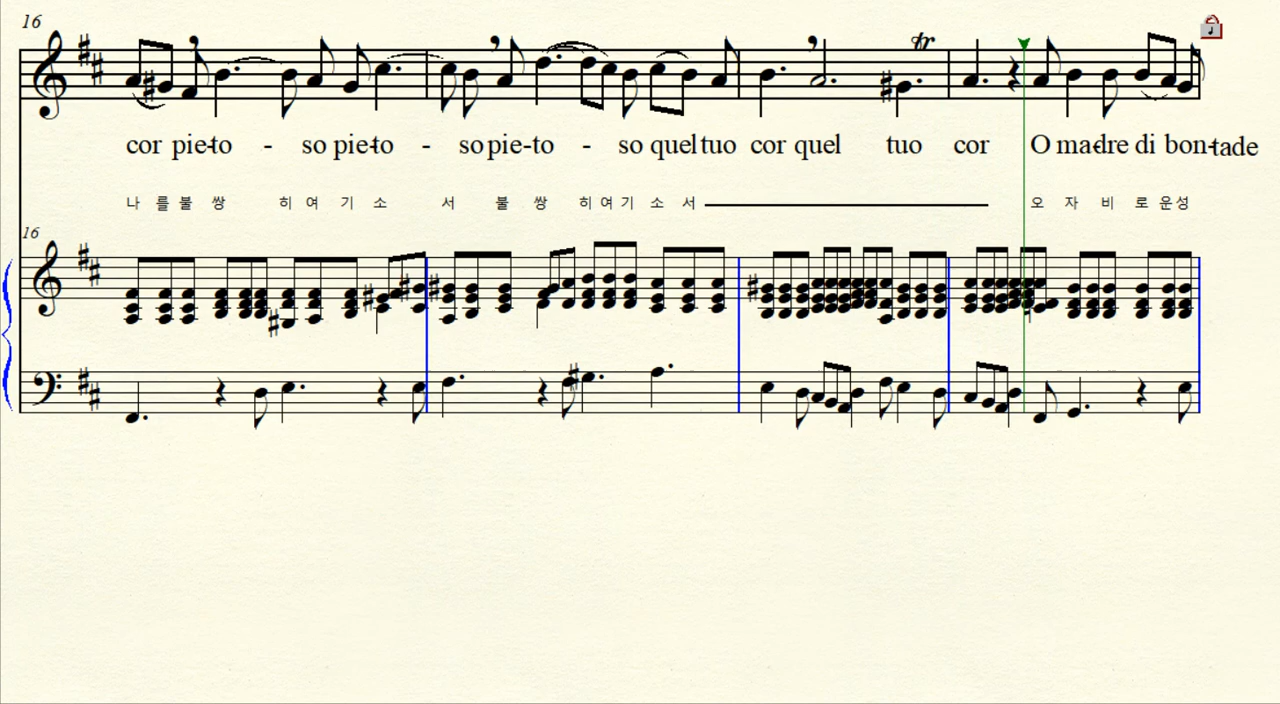 16
cor pie-to - so pie-to - so pie-to - so quel tuo cor quel tuo cor O ma-dre di bon-tade
나 를 불 쌍 히 여 기 소 서 불 쌍 히 여 기 소 서 오 자 비 로 운 성
16